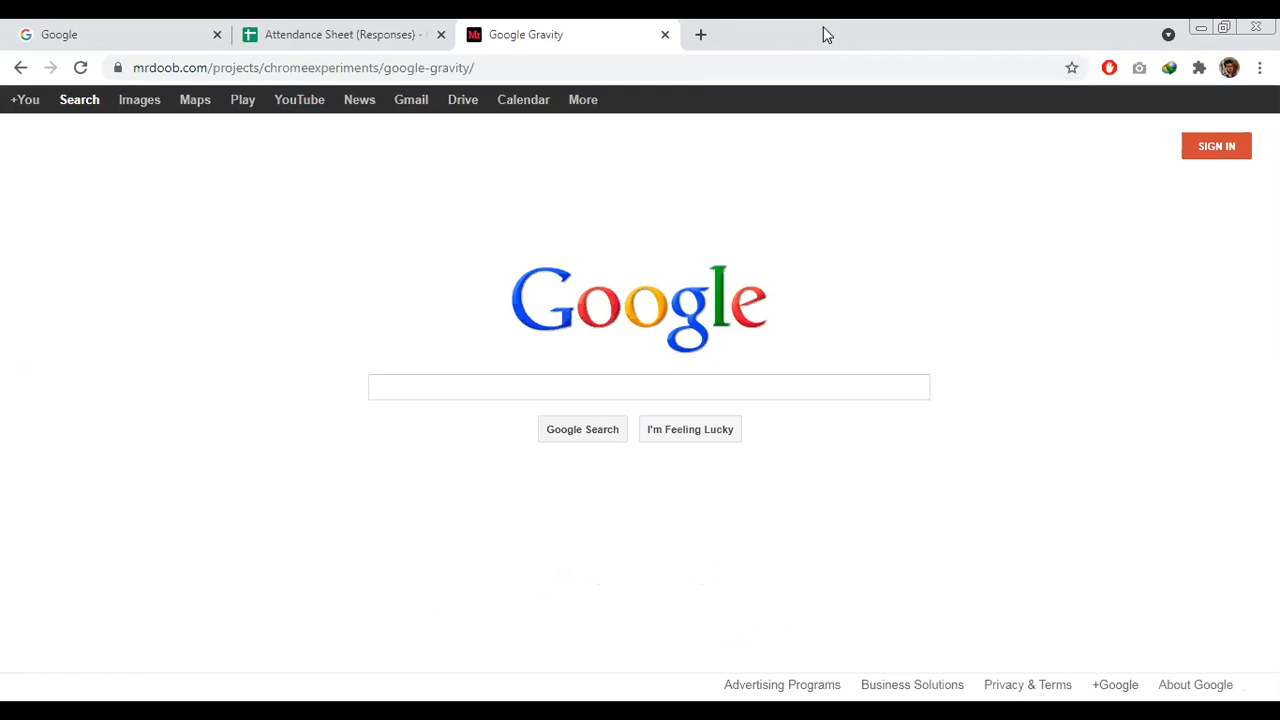 Google
Attendance Sheet (Responses) -
Mr
Google Gravity
mrdoob.com/projects/chromeexperiments/google-gravity/
+You Search Images Maps Play YouTube News Gmail Drive Calendar More
SIGN IN
Google
Google Search I'm Feeling Lucky
Advertising Programs Business Solutions Privacy & Terms +Google About Google